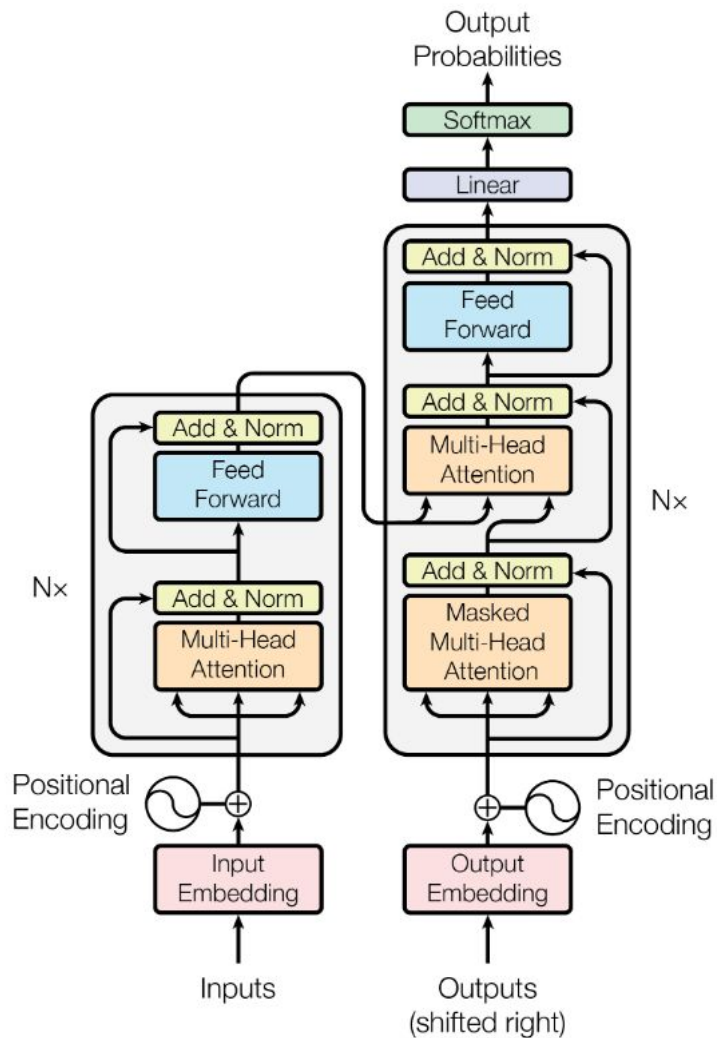 Output
Probabilities
Softmax
Linear
Add & Norm
Feed
Forward
Add & Norm
Multi-Head
Attention
Add & Norm
Masked
Multi-Head
Attention
Nx
Add & Norm
Feed
Forward
Add & Norm
Multi-Head
Attention
Nx
Positional
Encoding
Positional
Encoding
Input
Embedding
Output
Embedding
Inputs
Outputs
(shifted right)